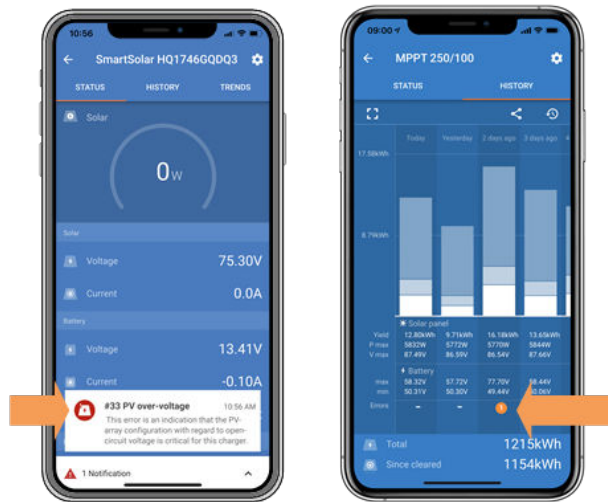 10:56
SmartSolar HQ1746GQDQ3
STATUS HISTORY TRENDS
Solar
0W
Solar
Voltage 75.30V
Current 0.0A
Battery
Voltage 13.41V
Current -0.10A
#33 PV over-voltage 10:56 AM
This error is an indication that the PV-
array configuration with regard to open-
circuit voltage is critical for this charger.
1 Notification
09:00
MPPT 250/100
STATUS HISTORY
Today Yesterday 2 days ago 3 days ago 4
17.58kWh
8.79kWh
Solar panel
Yield 12.80kWh 9.71kWh 16.18kWh 13.65kWh
P max 5832W 5772W 5770W 5844W
V max 87.49V 86.59V 86.54V 87.66V
Battery
max 58.32V 57.72V 77.70V 58.44V
min 50.31V 50.30V 49.44V 50.06V
Errors - - 1
Total 1215kWh
Since cleared 1154kWh